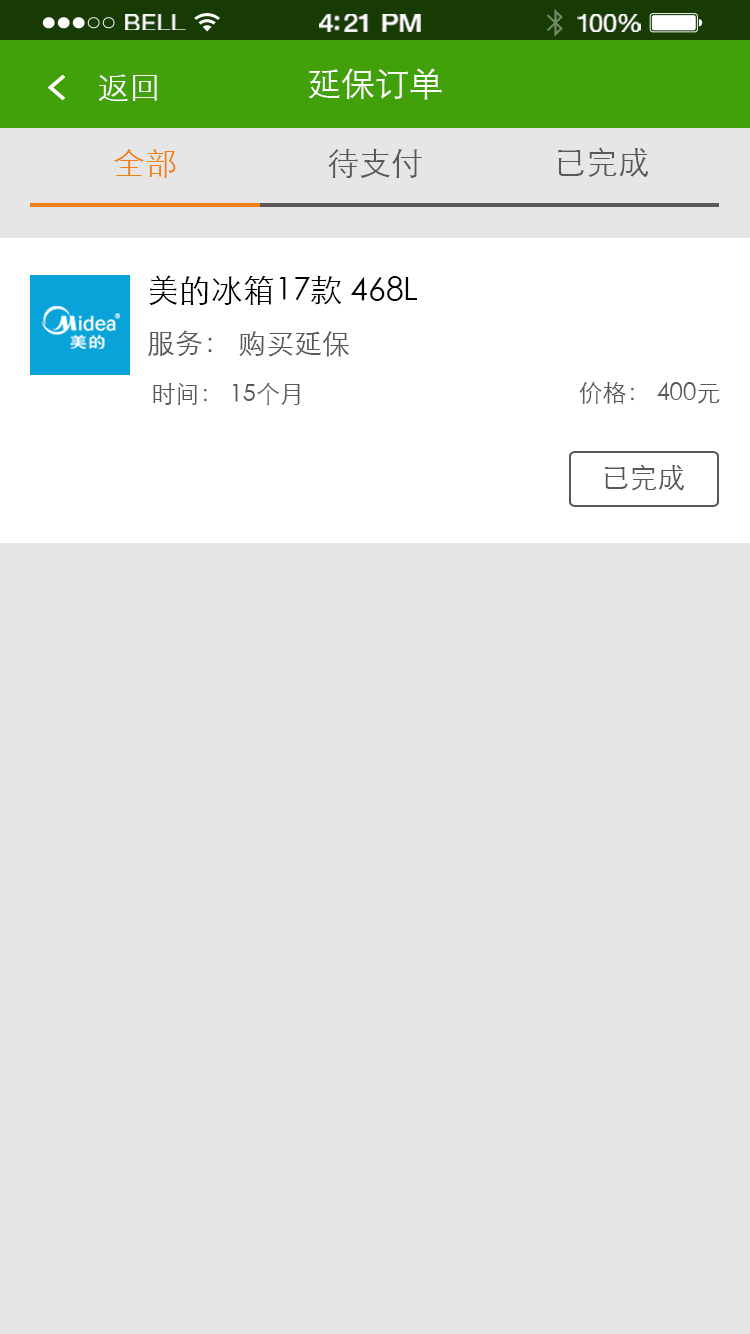 ●●●○○ BELL 4:21 PM 100%
返回 延保订单
全部 待支付 已完成
美的冰箱17款 468L
Midea®
美的
服务： 购买延保
时间： 15个月 价格： 400元
已完成